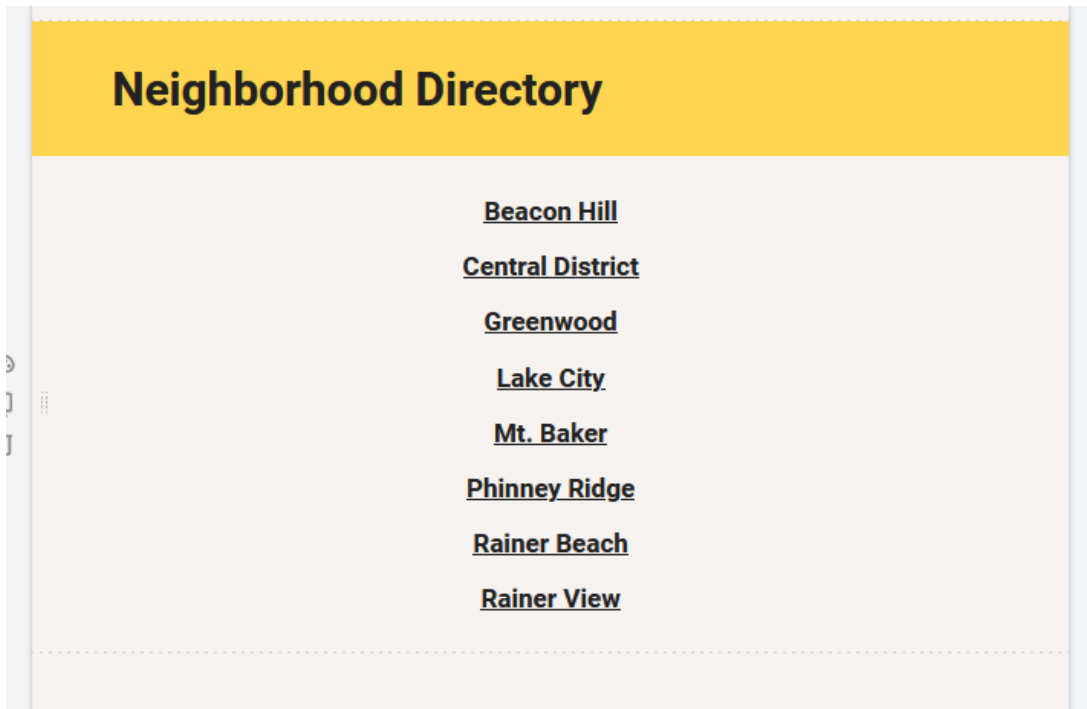 Neighborhood Directory
Beacon Hill
Central District
Greenwood
Lake City
Mt. Baker
Phinney Ridge
Rainer Beach
Rainer View